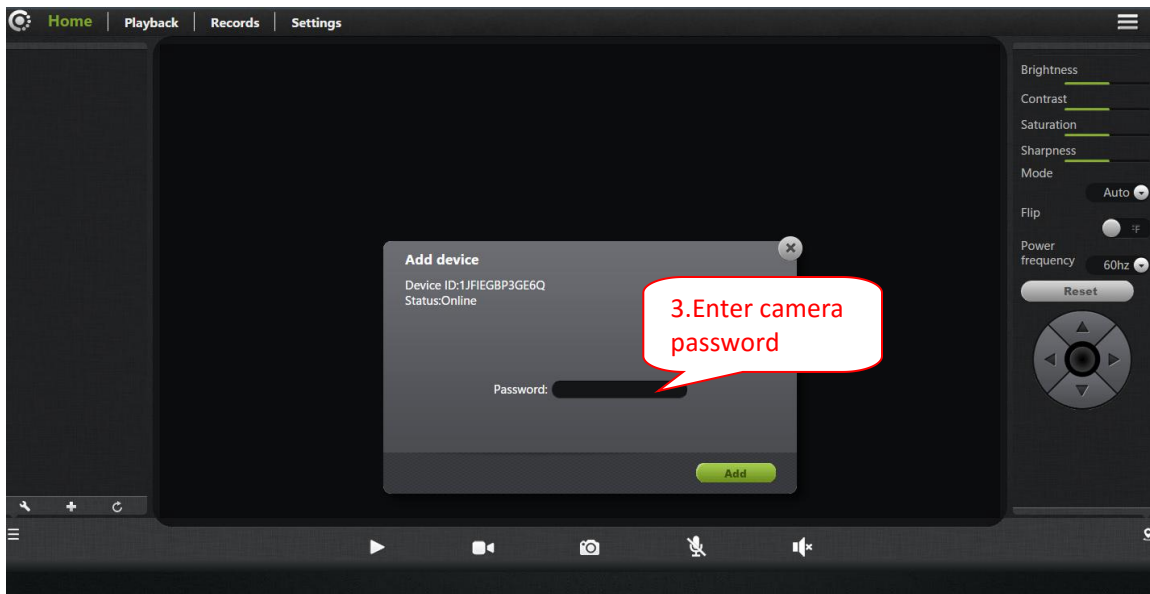 Home
Playback
Records
Settings
Brightness
Contrast
Saturation
Sharpness
Mode
Auto
Flip
Power
frequency
60hz
Reset
Add device
Device ID:1JFIEGBP3GE6Q
Status:Online
3.Enter camera
password
Password:
Add